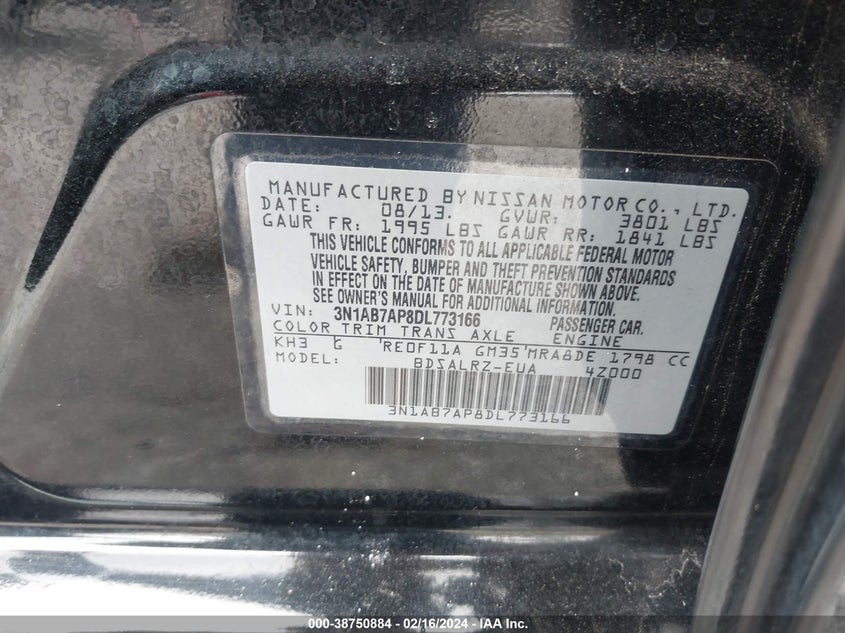 MANUFACTURED BY NISSAN MOTOR CO., LTD.
DATE: 08/13. GVWR: 3801 LBS
GAWR FR: 1995 LBS GAWR RR: 1841 LBS
THIS VEHICLE CONFORMS TO ALL APPLICABLE FEDERAL MOTOR
VEHICLE SAFETY, BUMPER AND THEFT PREVENTION STANDARDS
IN EFFECT ON THE DATE OF MANUFACTURE SHOWN ABOVE.
SEE OWNER'S MANUAL FOR ADDITIONAL INFORMATION.
VIN: 3N1AB7AP8DL773166 PASSENGER CAR.
COLOR TRIM TRANS AXLE ENGINE
KH3 G RE0F11A GM35 MRA8DE 1798 CC
MODEL: BDSALRZ-EUA 4Z000
3N1AB7AP8DL773166
000-38750884 - 02/16/2024 - IAA Inc.